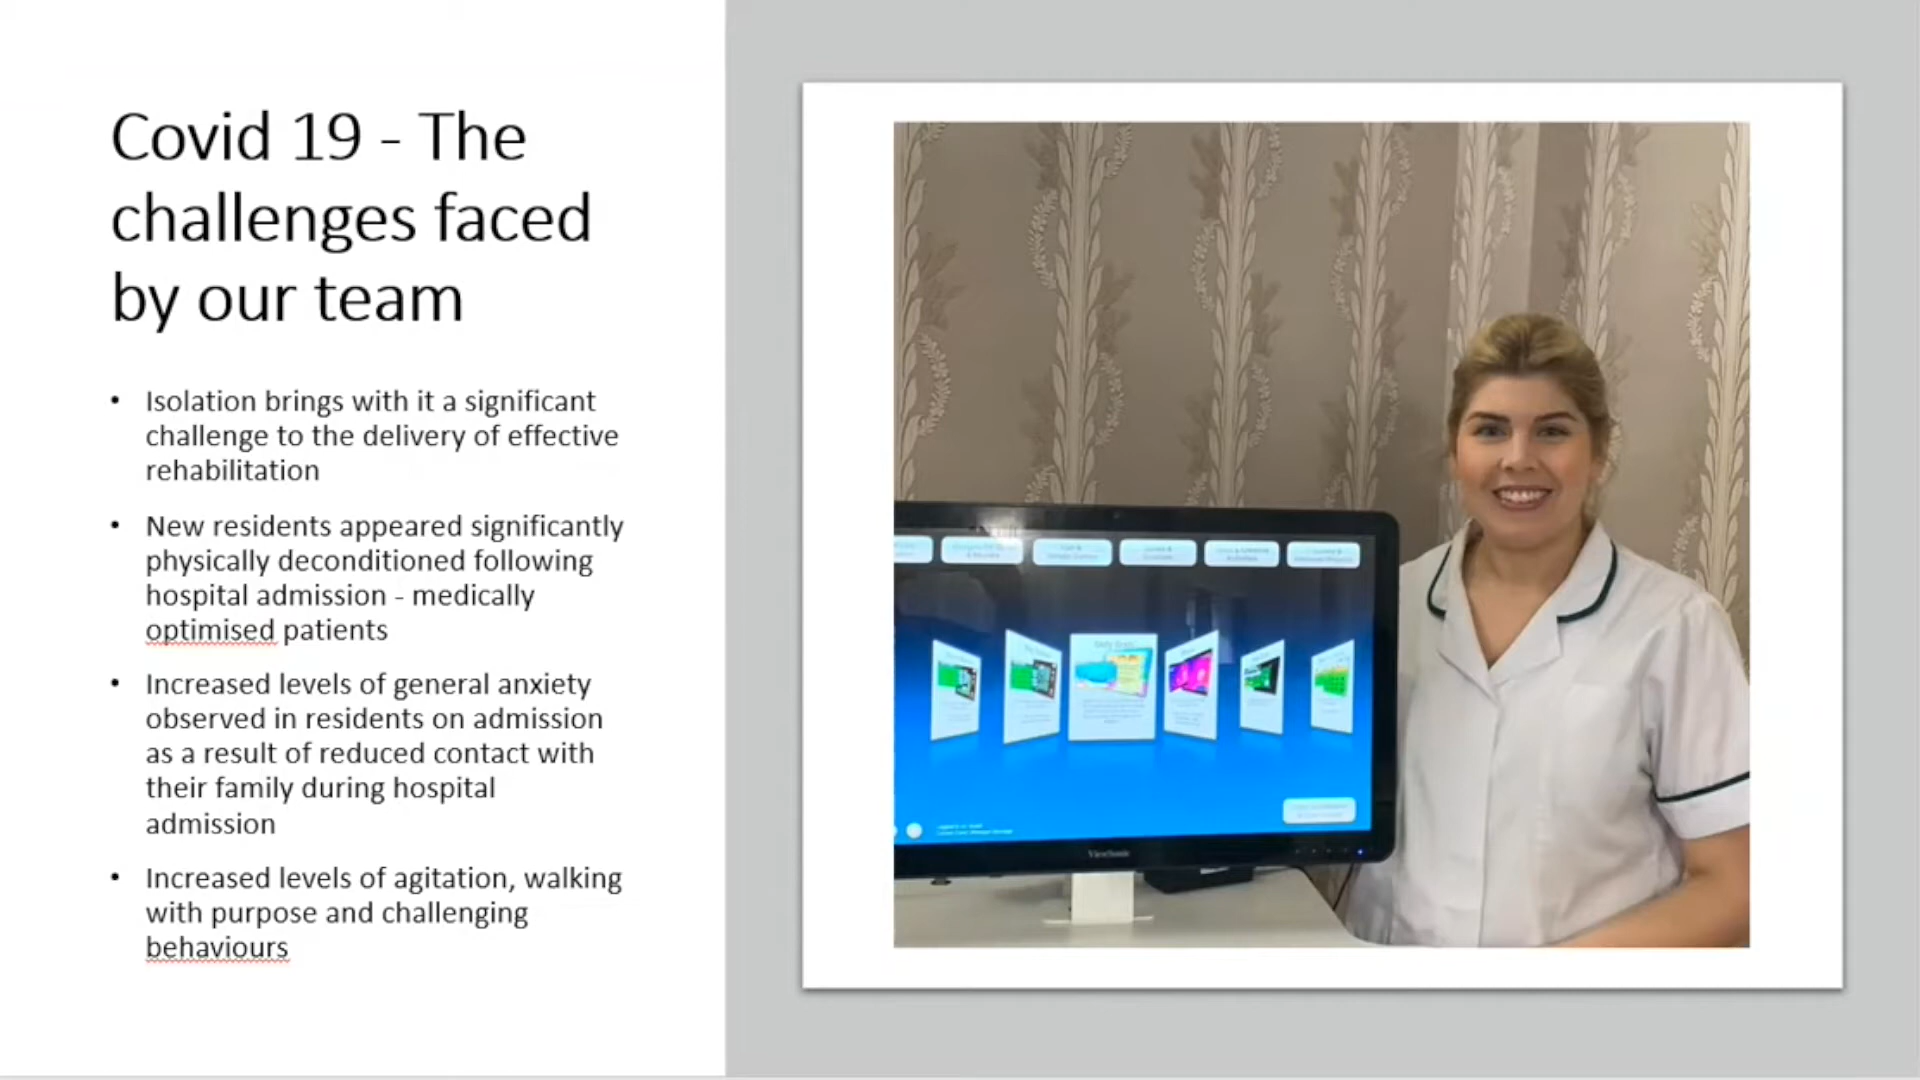 Covid 19 - The
challenges faced
by our team
• Isolation brings with it a significant
challenge to the delivery of effective
rehabilitation
• New residents appeared significantly
physically deconditioned following
hospital admission - medically
optimised patients
• Increased levels of general anxiety
observed in residents on admission
as a result of reduced contact with
their family during hospital
admission
• Increased levels of agitation, walking
with purpose and challenging
behaviours
ViewSonic